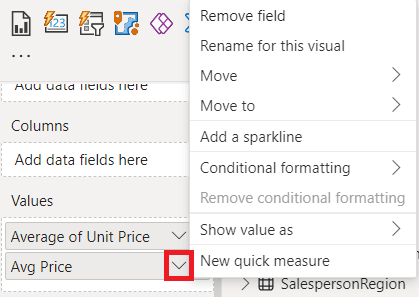 123
...
Add data fields here
Columns
Add data fields here
Values
Average of Unit Price
Avg Price
Remove field
Rename for this visual
Move
Move to
Add a sparkline
Conditional formatting
Remove conditional formatting
Show value as
New quick measure
SalespersonRegion